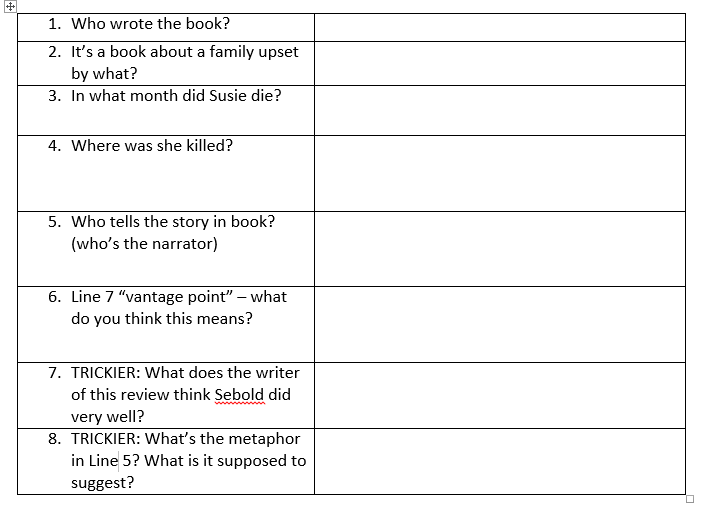 1. Who wrote the book?
2. It's a book about a family upset
by what?
3. In what month did Susie die?
4. Where was she killed?
5. Who tells the story in book?
(who's the narrator)
6. Line 7 “vantage point” – what
do you think this means?
7. TRICKIER: What does the writer
of this review think Sebold did
very well?
8. TRICKIER: What's the metaphor
in Line 5? What is it supposed to
suggest?